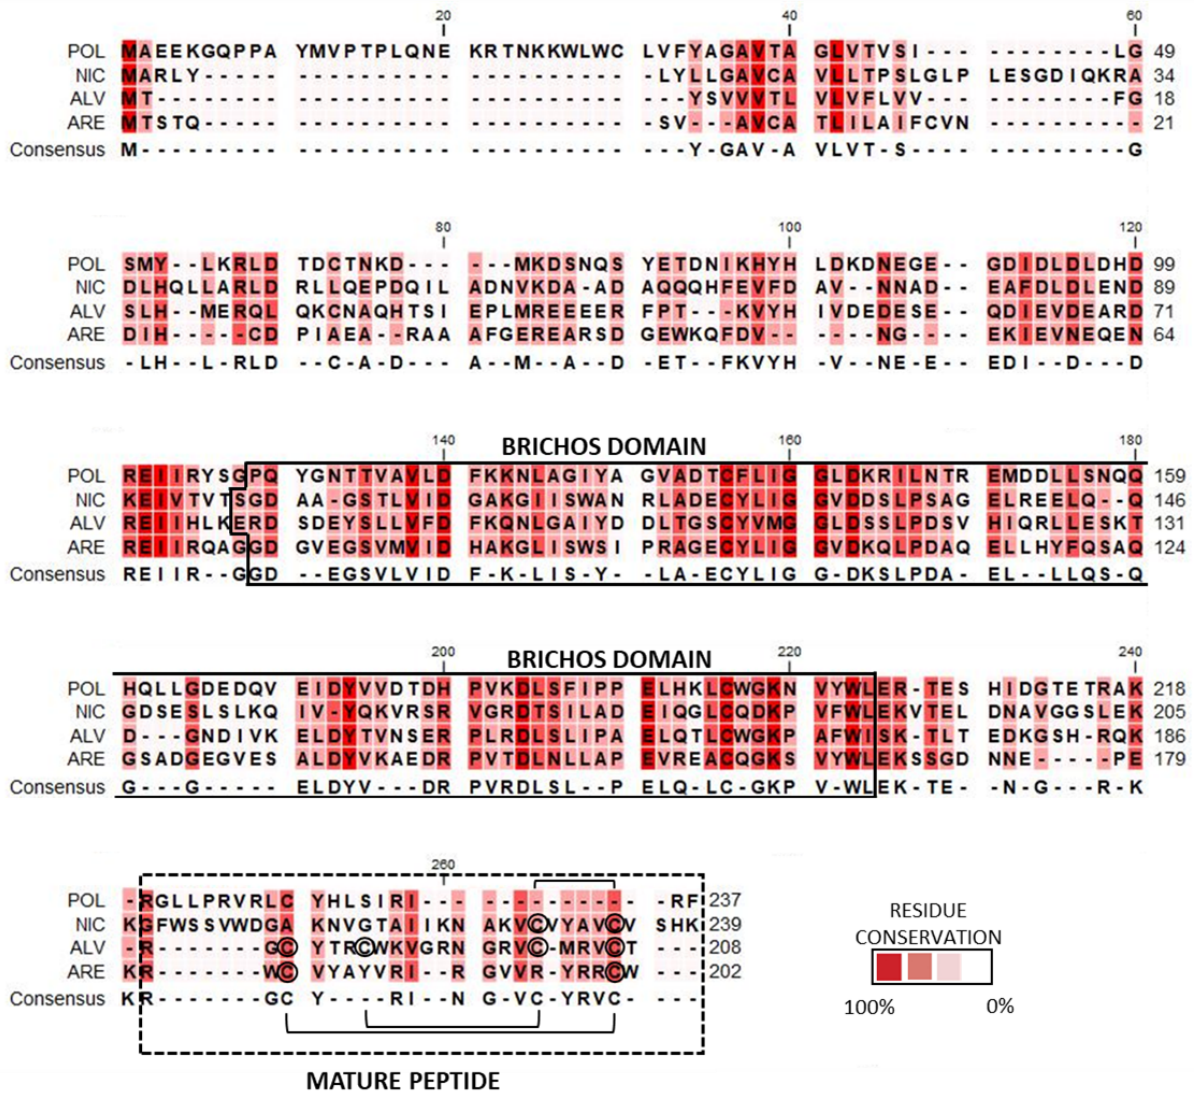 20 40 60
POL MAEEKGQPPA YMVPTPLQNE KRTNKKWLWC LVFYAGAVTA GLVTVSI--- --------LG 49
NIC MARLY----- ---------- ---------- -LYLLGAVCA VLLTPSLGLP LESGDIQKRA 34
ALV MT-------- ---------- ---------- --YSVVVTL VLVFLVV--- --------FG 18
ARE MTSTQ----- ---------- ---------- -SV--AVCA TLILAIFCVN ---------- 21
Consensus M--------- ---------- ---------- ---Y-GAV-A VLVT-S---- ---------G
80 100 120
POL SMY--LKRLD TDCTNKD--- ---MKDSNQS YETDNIKHYH LDKDNEGE-- GDIDLDLDHD 99
NIC DLHQLLARLD RLLQEPDQIL ADNVKDA-AD AQQQHFEVFD AV--NNAD-- EAFDLDLEND 89
ALV SLH--MERQL QKCNAQHTSI EPLMREEEER FPT--KVYH IVDEDESE-- QDIEVDEARD 71
ARE DIH----CD PIAEA--RAA AFGEREARSD GEWKQFDV-- ---NG---- EKIEVNEQEN 64
Consensus -LH--L-RLD --C-A-D--- A--M--A--D -ET--FKVYH -V--NE-E-- EDI--D---D
140 BRICHOS DOMAIN 160 180
POL REIIRYSGPQ YGNTTVAVLD FKKNLAGIYA GVADTCFLIG GLDKRILNTR EMDDLLSNQQ 159
NIC KEIVTVTSGD AA-GSTLVID GAKGIISWAN RLADECYLIG GVDDSLPSAG ELREELQ--Q 146
ALV REIIHLKERD SDEYSLLVFD FKQNLGAIYD DLTGSCYVMG GLDSSLPDSV HIQRLLESKT 131
ARE REIIRQAGGD GVEGSVMVID HAKGLISWSI PRAGECYLIG GVDKQLPDAQ ELLHYFQSAQ 124
Consensus REIIR--GGD --EGSVLVID F-K-LIS-Y- -LA-ECYLIG G-DKSLPDA- EL--LLQS-Q
200 BRICHOS DOMAIN 220 240
POL HQLLGDEDQV EIDYVVDTDH PVKDLSFIPP ELHKLCWGKN VYWLER-TES HIDGTETRAK 218
NIC GDSESLSLKQ IV-YQKVRSR VGRDTSILAD EIQGLCQDKP VFWLEKVTEL DNAVGGSLEK 205
ALV D---GNDIVK ELDYTVNSER PLRDLSLIPA ELQTLCWGKP AFWISK-TLT EDKGSH-RQK 186
ARE GSADGEGVES ALDYVKAEDR PVTDLNLLAP EVREACQGKS VYWLEKSSGD NNE-----PE 179
Consensus G---G----- ELDYV---DR PVRDLSL--P ELQ-LC-GKP V-WLEK-TE- -N-G---R-K
260
POL -RGLLPRVRLC YHLSIRI--- ---------- -RF 237
NIC KGFWSSVWDGA KNVGTAIIKN AKVCVYAVCV SHK 239
ALV -R-------GC YTRCWKVGRN GRVC-MRVCT --- 208
ARE KR-------WC VYAYVRI--R GVVR-YRRCW --- 202
Consensus KR-------GC Y----RI--N G-VC-YRVC- ---
MATURE PEPTIDE
RESIDUE
CONSERVATION
100% 0%